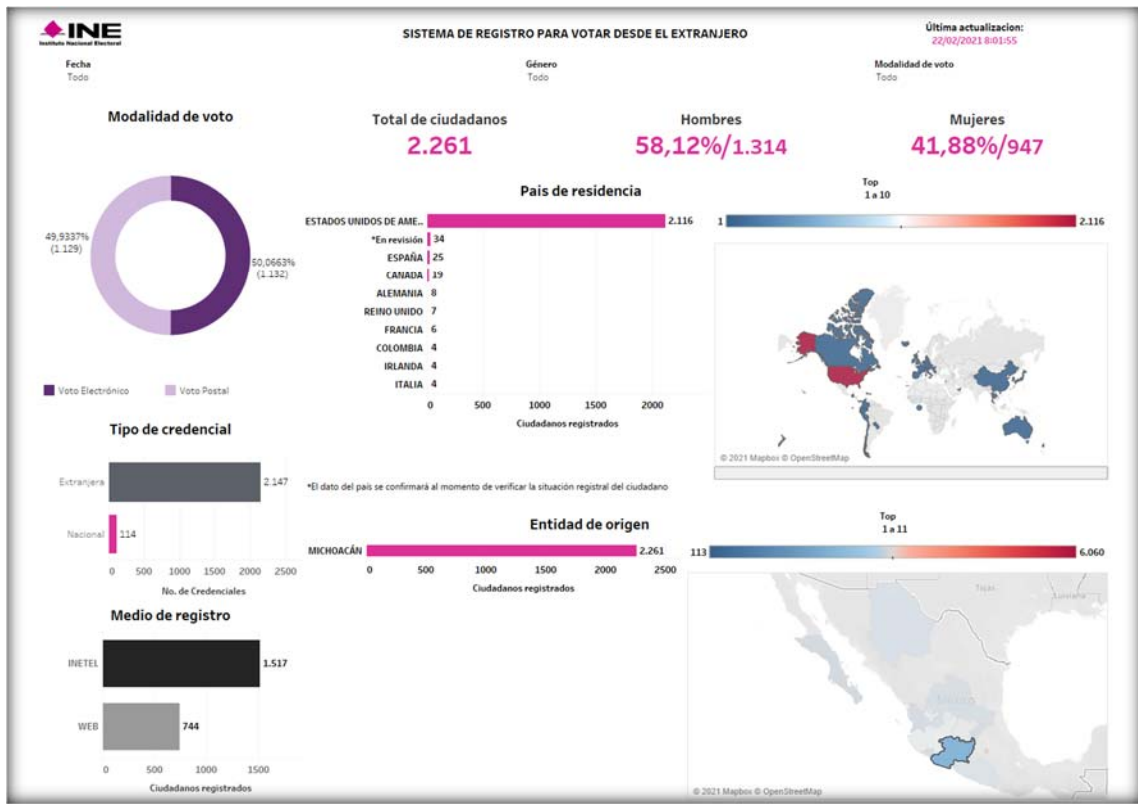 INE
Instituto Nacional Electoral
SISTEMA DE REGISTRO PARA VOTAR DESDE EL EXTRANJERO
Última actualizacion:
22/02/2021 8:01:55
Fecha
Todo
Género
Todo
Modalidad de voto
Todo
Modalidad de voto
49,9337%
(1.129)
50,0663%
(1.132)
Voto Electrónico
Voto Postal
Total de ciudadanos
2.261
Hombres
58,12%/1.314
Mujeres
41,88%/947
Pais de residencia
ESTADOS UNIDOS DE AME.. 2.116
*En revisión 34
ESPAÑA 25
CANADA 19
ALEMANIA 8
REINO UNIDO 7
FRANCIA 6
COLOMBIA 4
IRLANDA 4
ITALIA 4
0 500 1000 1500 2000
Ciudadanos registrados
Top
1 a 10
1 2.116
© 2021 Mapbox © OpenStreetMap
Tipo de credencial
Extranjera 2.147
Nacional 114
0 500 1000 1500 2000 2500
No. de Credenciales
*El dato del país se confirmará al momento de verificar la situación registral del ciudadano
Entidad de origen
MICHOACÁN 2.261
0 500 1000 1500 2000 2500
Ciudadanos registrados
Top
1 a 11
113 6.060
Texas
Louisiana
México
© 2021 Mapbox © OpenStreetMap
Medio de registro
INETEL 1.517
WEB 744
0 500 1000 1500
Ciudadanos registrados